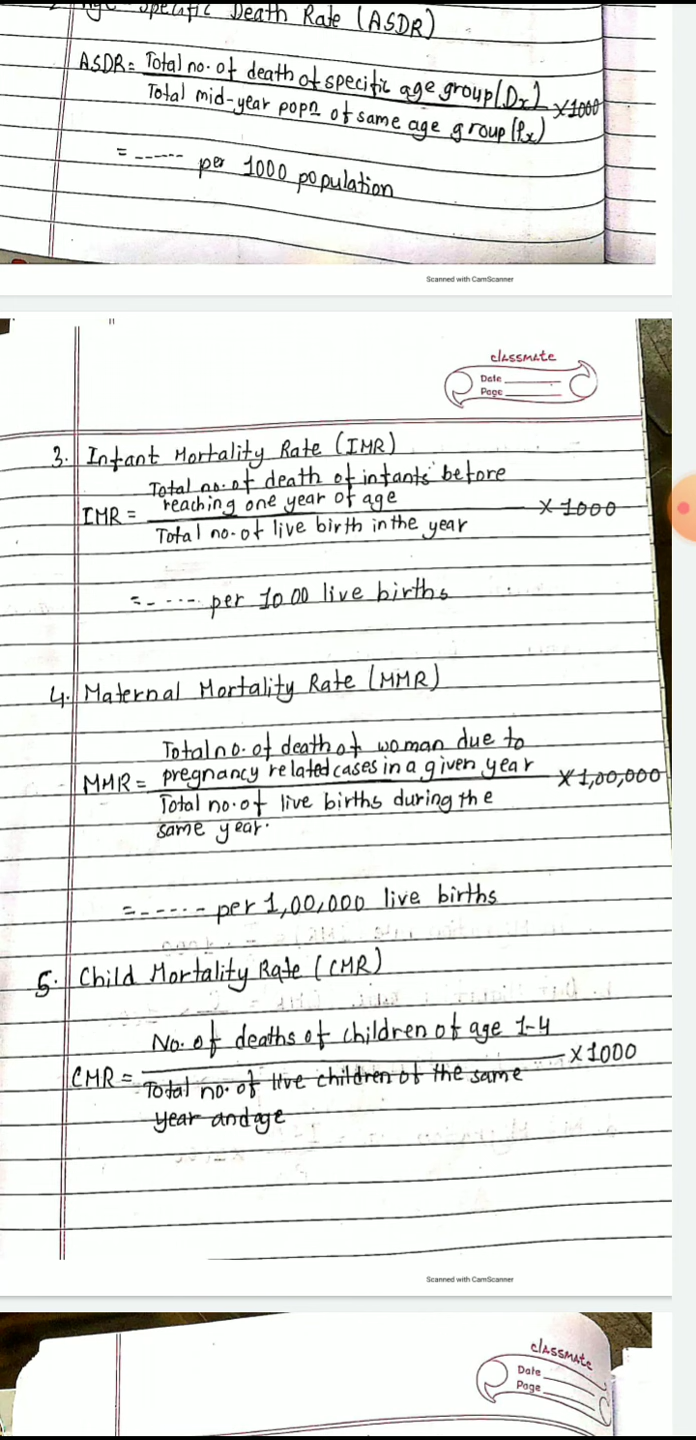 Specific Death Rate (ASDR)
ASDR = Total no. of death of specific age group (Dx) X 1000
Total mid-year popn of same age group (Px)
= ------ per 1000 population
Scanned with CamScanner
"
classmate
Date
Page
3. Infant Mortality Rate (IMR)
Total no. of death of infants before
reaching one year of age
IMR = X 1000
Total no. of live birth in the year
= - - - - - per 1000 live births
4. Maternal Mortality Rate (MMR)
Total no. of death of woman due to
MMR = pregnancy related cases in a given year X 1,00,000
Total no. of live births during the
same year.
= - - - - - - per 1,00,000 live births
5. Child Mortality Rate (CMR)
No. of deaths of children of age 1-4
CMR = X 1000
Total no. of live children of the same
year and age
Scanned with CamScanner
classmate
Date
Page